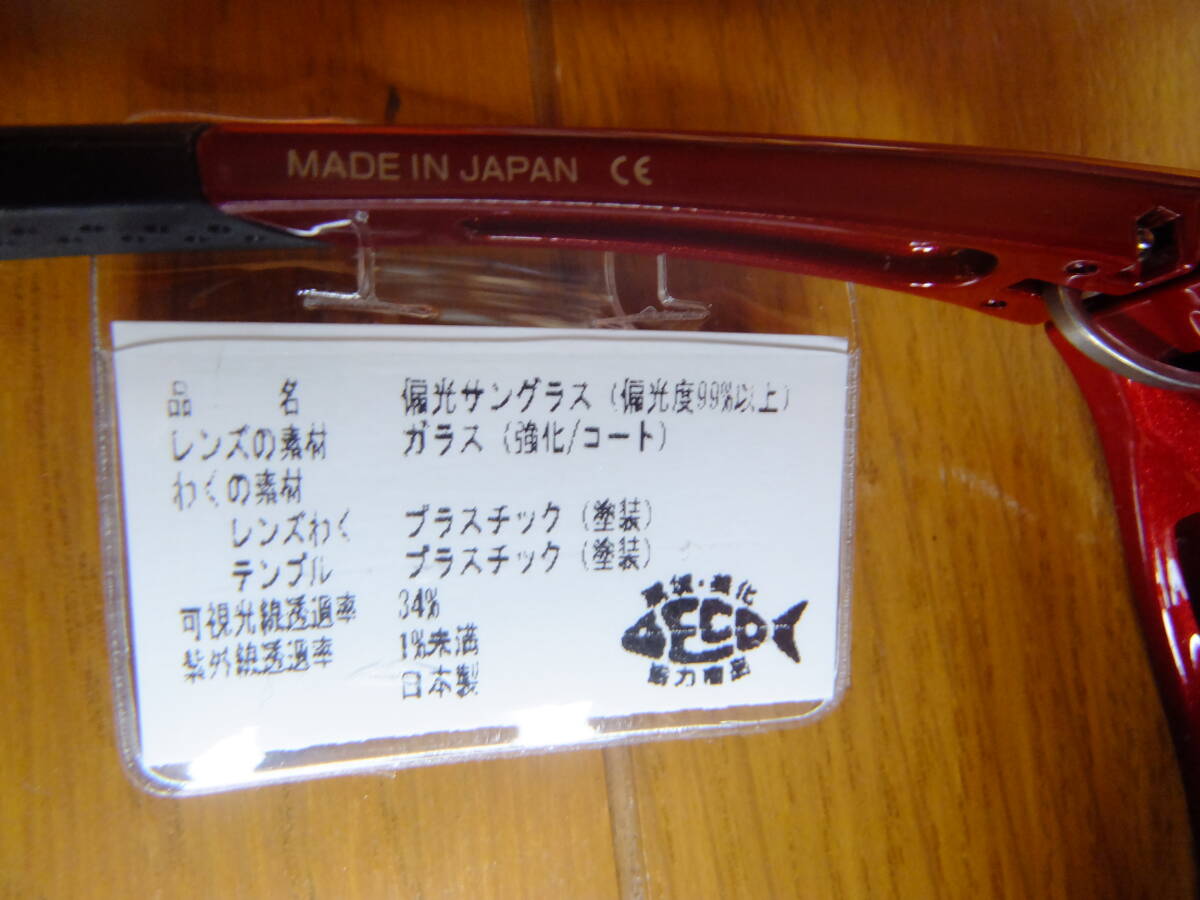 MADE IN JAPAN CE
品 名 偏光サングラス (偏光度99%以上)
レンズの素材 ガラス (強化/コート)
わくの素材
レンズわく プラスチック (塗装)
テンプル プラスチック (塗装)
可視光線透過率 34%
紫外線透過率 1%未満
日本製